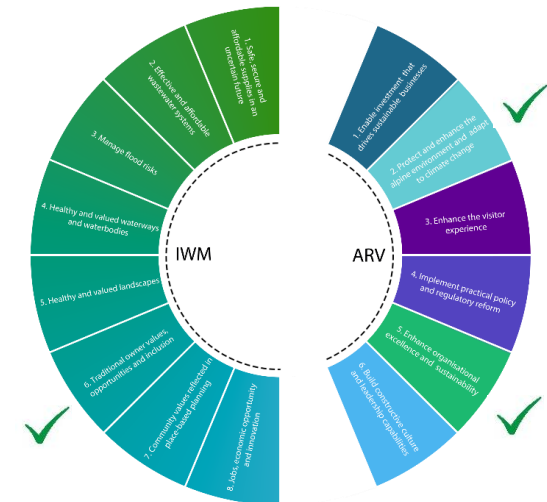 1. Safe, secure and
affordable supplies in an
uncertain future
2. Effective and affordable
wastewater systems
3. Manage flood risks
4. Healthy and valued waterways
and waterbodies
5. Healthy and valued landscapes
6. Traditional owner values,
opportunities and inclusion
7. Community values reflected in
place-based planning
8. Jobs, economic opportunity
and innovation
IWM
ARV
1. Enable investment that
drives sustainable businesses
2. Protect and enhance the
alpine environment and adapt
to climate change
3. Enhance the visitor
experience
4. Implement practical policy
and regulatory reform
5. Enhance organisational
excellence and sustainability
6. Build constructive culture
and leadership capabilities